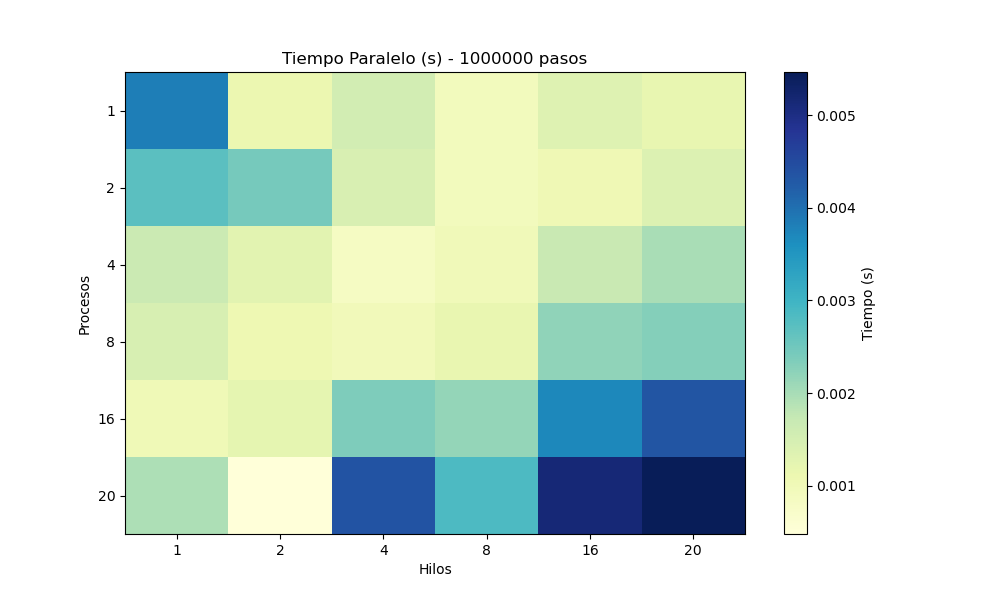 Tiempo Paralelo (s) - 1000000 pasos
Procesos
1
2
4
8
16
20
1 2 4 8 16 20
Hilos
0.005
0.004
0.003
0.002
0.001
Tiempo (s)